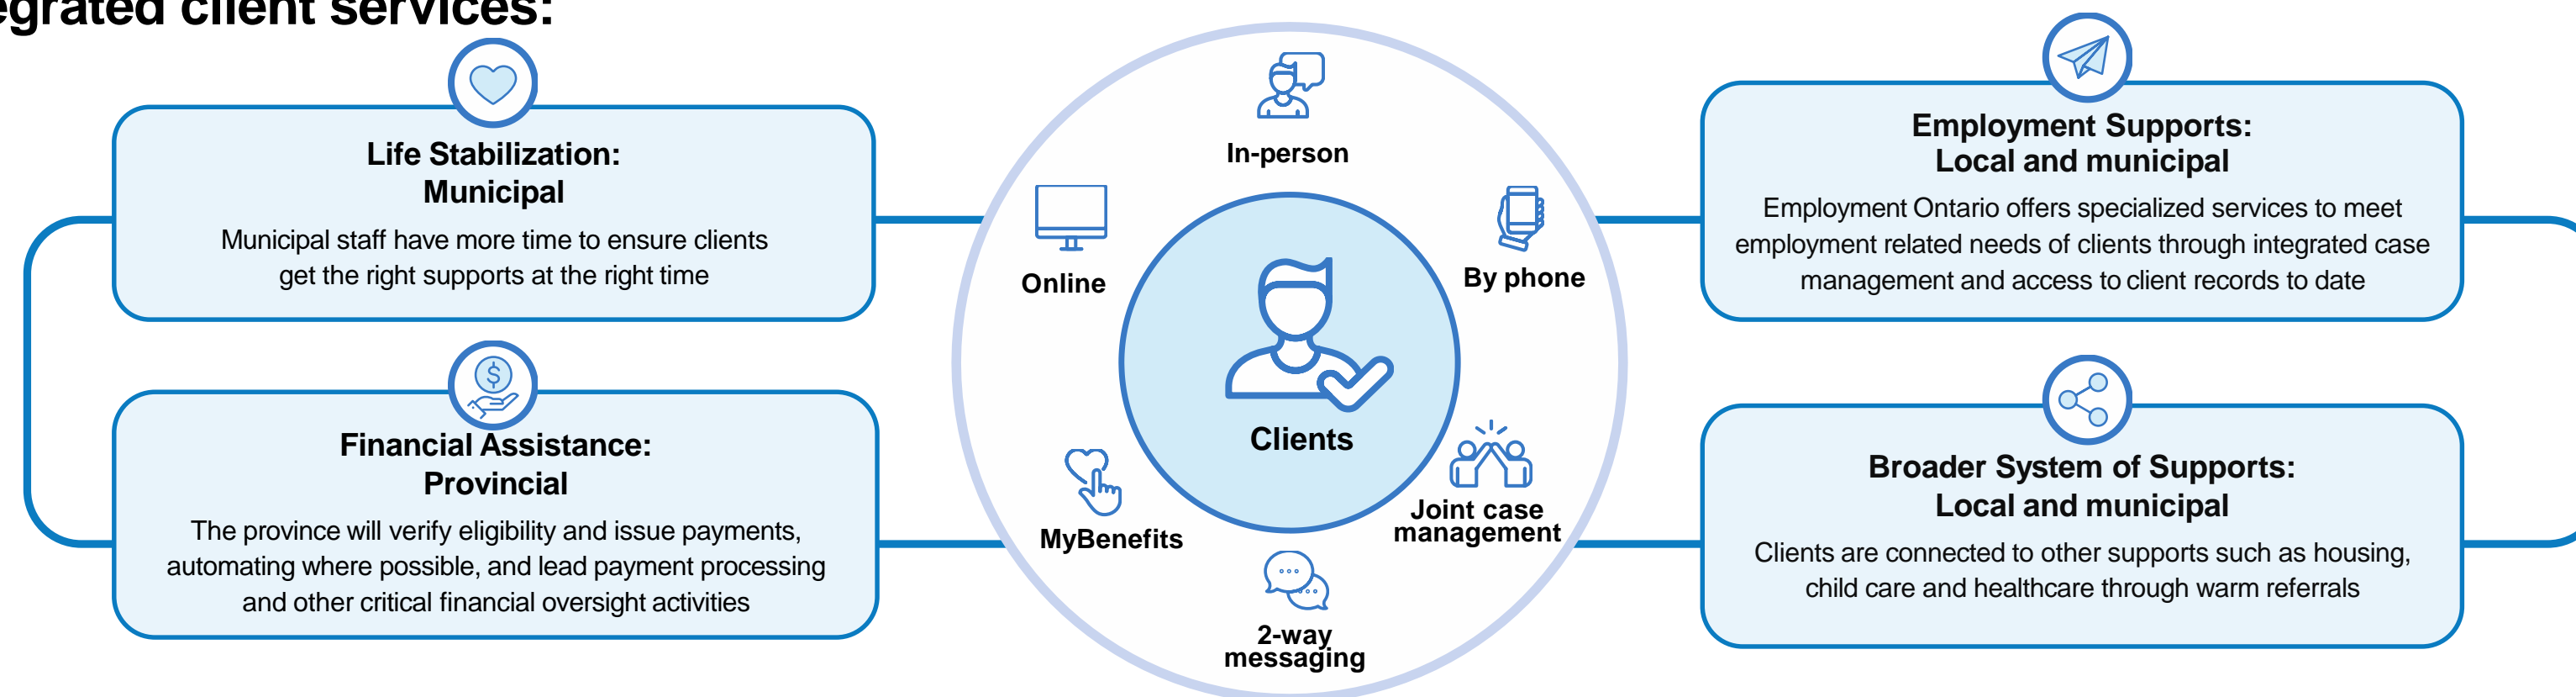 client services:
Life Stabilization:
Municipal
Municipal staff have more time to ensure clients
get the right supports at the right time
Financial Assistance:
Provincial
The province will verify eligibility and issue payments,
automating where possible, and lead payment processing
and other critical financial oversight activities
In-person
Online
By phone
Clients
MyBenefits
Joint case
management
2-way
messaging
Employment Supports:
Local and municipal
Employment Ontario offers specialized services to meet
employment related needs of clients through integrated case
management and access to client records to date
Broader System of Supports:
Local and municipal
Clients are connected to other supports such as housing,
child care and healthcare through warm referrals